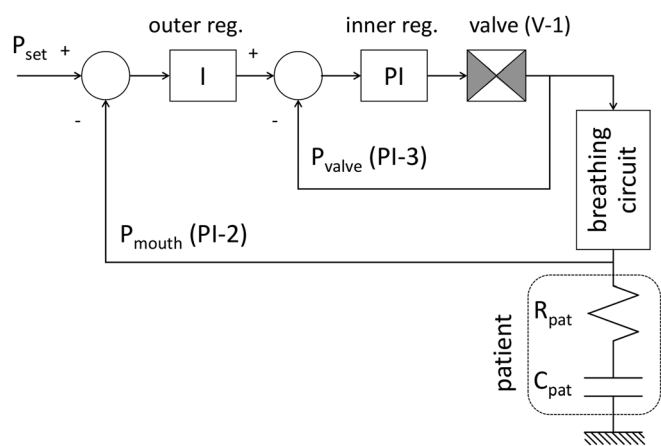 outer reg.
inner reg.
valve (V-1)
P_set
+
+
I
PI
-
-
P_valve (PI-3)
breathing
circuit
P_mouth (PI-2)
R_pat
patient
C_pat